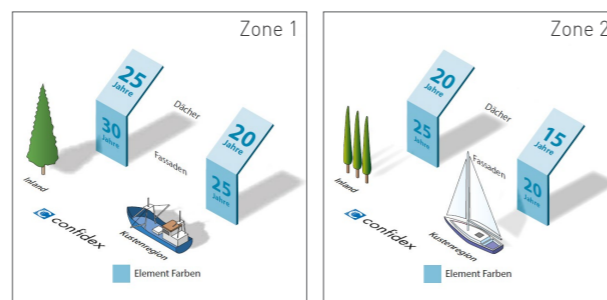 Zone 1
25
Jahre
30
Jahre
Dächer
20
Jahre
25
Jahre
Fassaden
Inland
Küstenregion
confidex
Element Farben
Zone 2
20
Jahre
25
Jahre
Dächer
15
Jahre
20
Jahre
Fassaden
Inland
Küstenregion
confidex
Element Farben